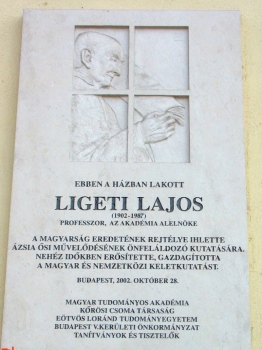 EBBEN A HÁZBAN LAKOTT
LIGETI LAJOS
(1902-1987)
PROFESSZOR, AZ AKADÉMIA ALELNÖKE
A MAGYARSÁG EREDETÉNEK REJTÉLYE IHLETTE
ÁZSIA ŐSI MŰVELŐDÉSÉNEK ÖNFELÁLDOZÓ KUTATÁSÁRA.
NEHÉZ IDŐKBEN ERŐSÍTETTE, GAZDAGÍTOTTA
A MAGYAR ÉS NEMZETKÖZI KELETKUTATÁST.
BUDAPEST, 2002. OKTÓBER 28.
MAGYAR TUDOMÁNYOS AKADÉMIA
KŐRÖSI CSOMA TÁRSASÁG
EÖTVÖS LORÁND TUDOMÁNYEGYETEM
BUDAPEST V.KERÜLETI ÖNKORMÁNYZAT
TANÍTVÁNYOK ÉS TISZTELŐK